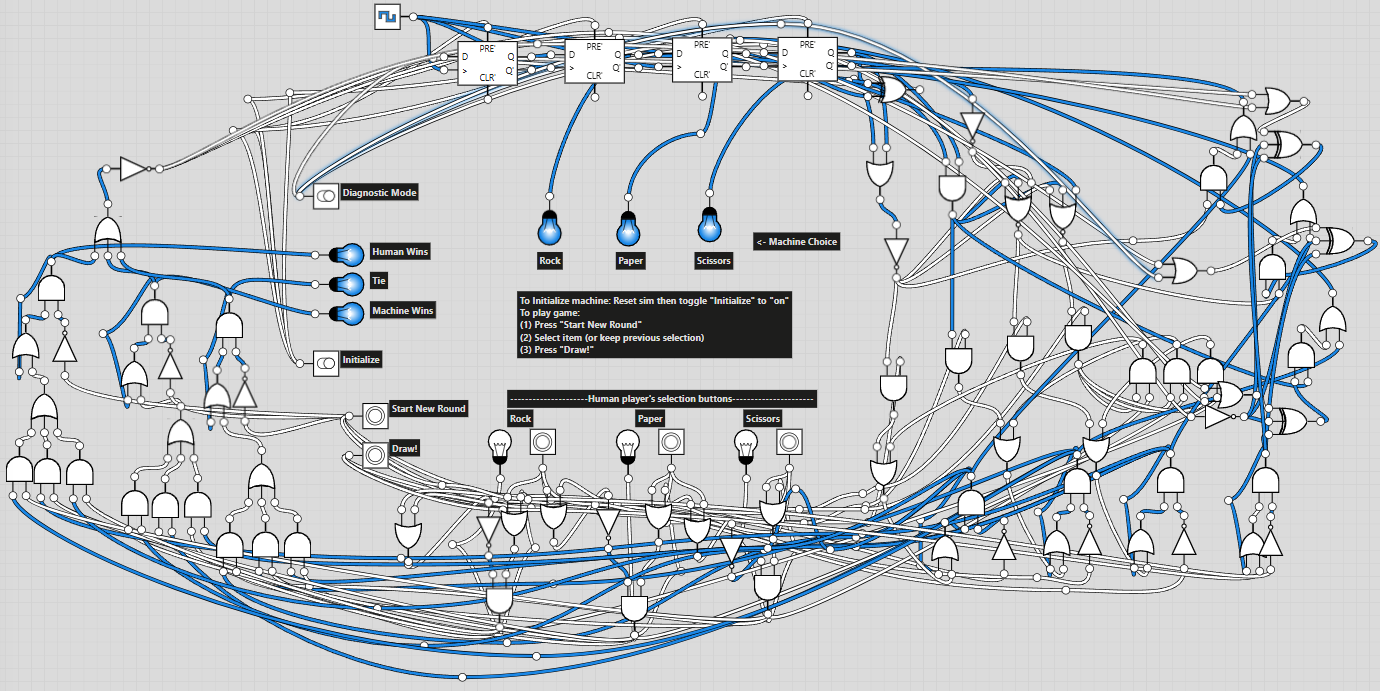 PRE' PRE' PRE' PRE'
D Q D Q D Q D Q
> Q' > Q' > Q' > Q'
CLR' CLR' CLR' CLR'
Diagnostic Mode
Human Wins
Tie
Machine Wins
Rock Paper Scissors
<- Machine Choice
To Initialize machine: Reset sim then toggle "Initialize" to "on"
To play game:
(1) Press "Start New Round"
(2) Select item (or keep previous selection)
(3) Press "Draw!"
Initialize
Start New Round
Draw!
---------------------Human player's selection buttons---------------------
Rock Paper Scissors